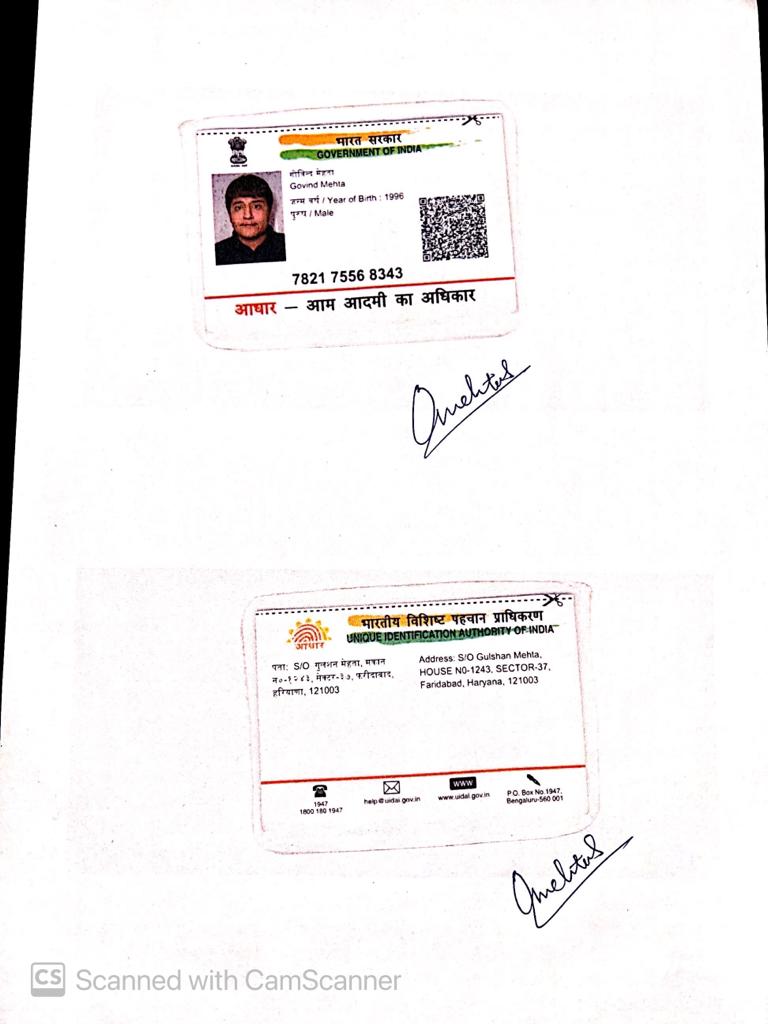 भारत सरकार
GOVERNMENT OF INDIA
गोविन्द मेहता
Govind Mehta
जन्म वर्ष / Year of Birth : 1996
पुरुष / Male
7821 7556 8343
आधार – आम आदमी का अधिकार
Gmehta
भारतीय विशिष्ट पहचान प्राधिकरण
UNIQUE IDENTIFICATION AUTHORITY OF INDIA
आधार
पता: S/O गुलशन मेहता, मकान
न०-१२४३, सेक्टर-३७, फरीदाबाद,
हरियाणा, 121003
Address: S/O Gulshan Mehta,
HOUSE N0-1243, SECTOR-37,
Faridabad, Haryana, 121003
1947
1800 180 1947
help@uidai.gov.in
www
www.uidai.gov.in
P.O. Box No.1947,
Bengaluru-560 001
Gmehta
CS Scanned with CamScanner